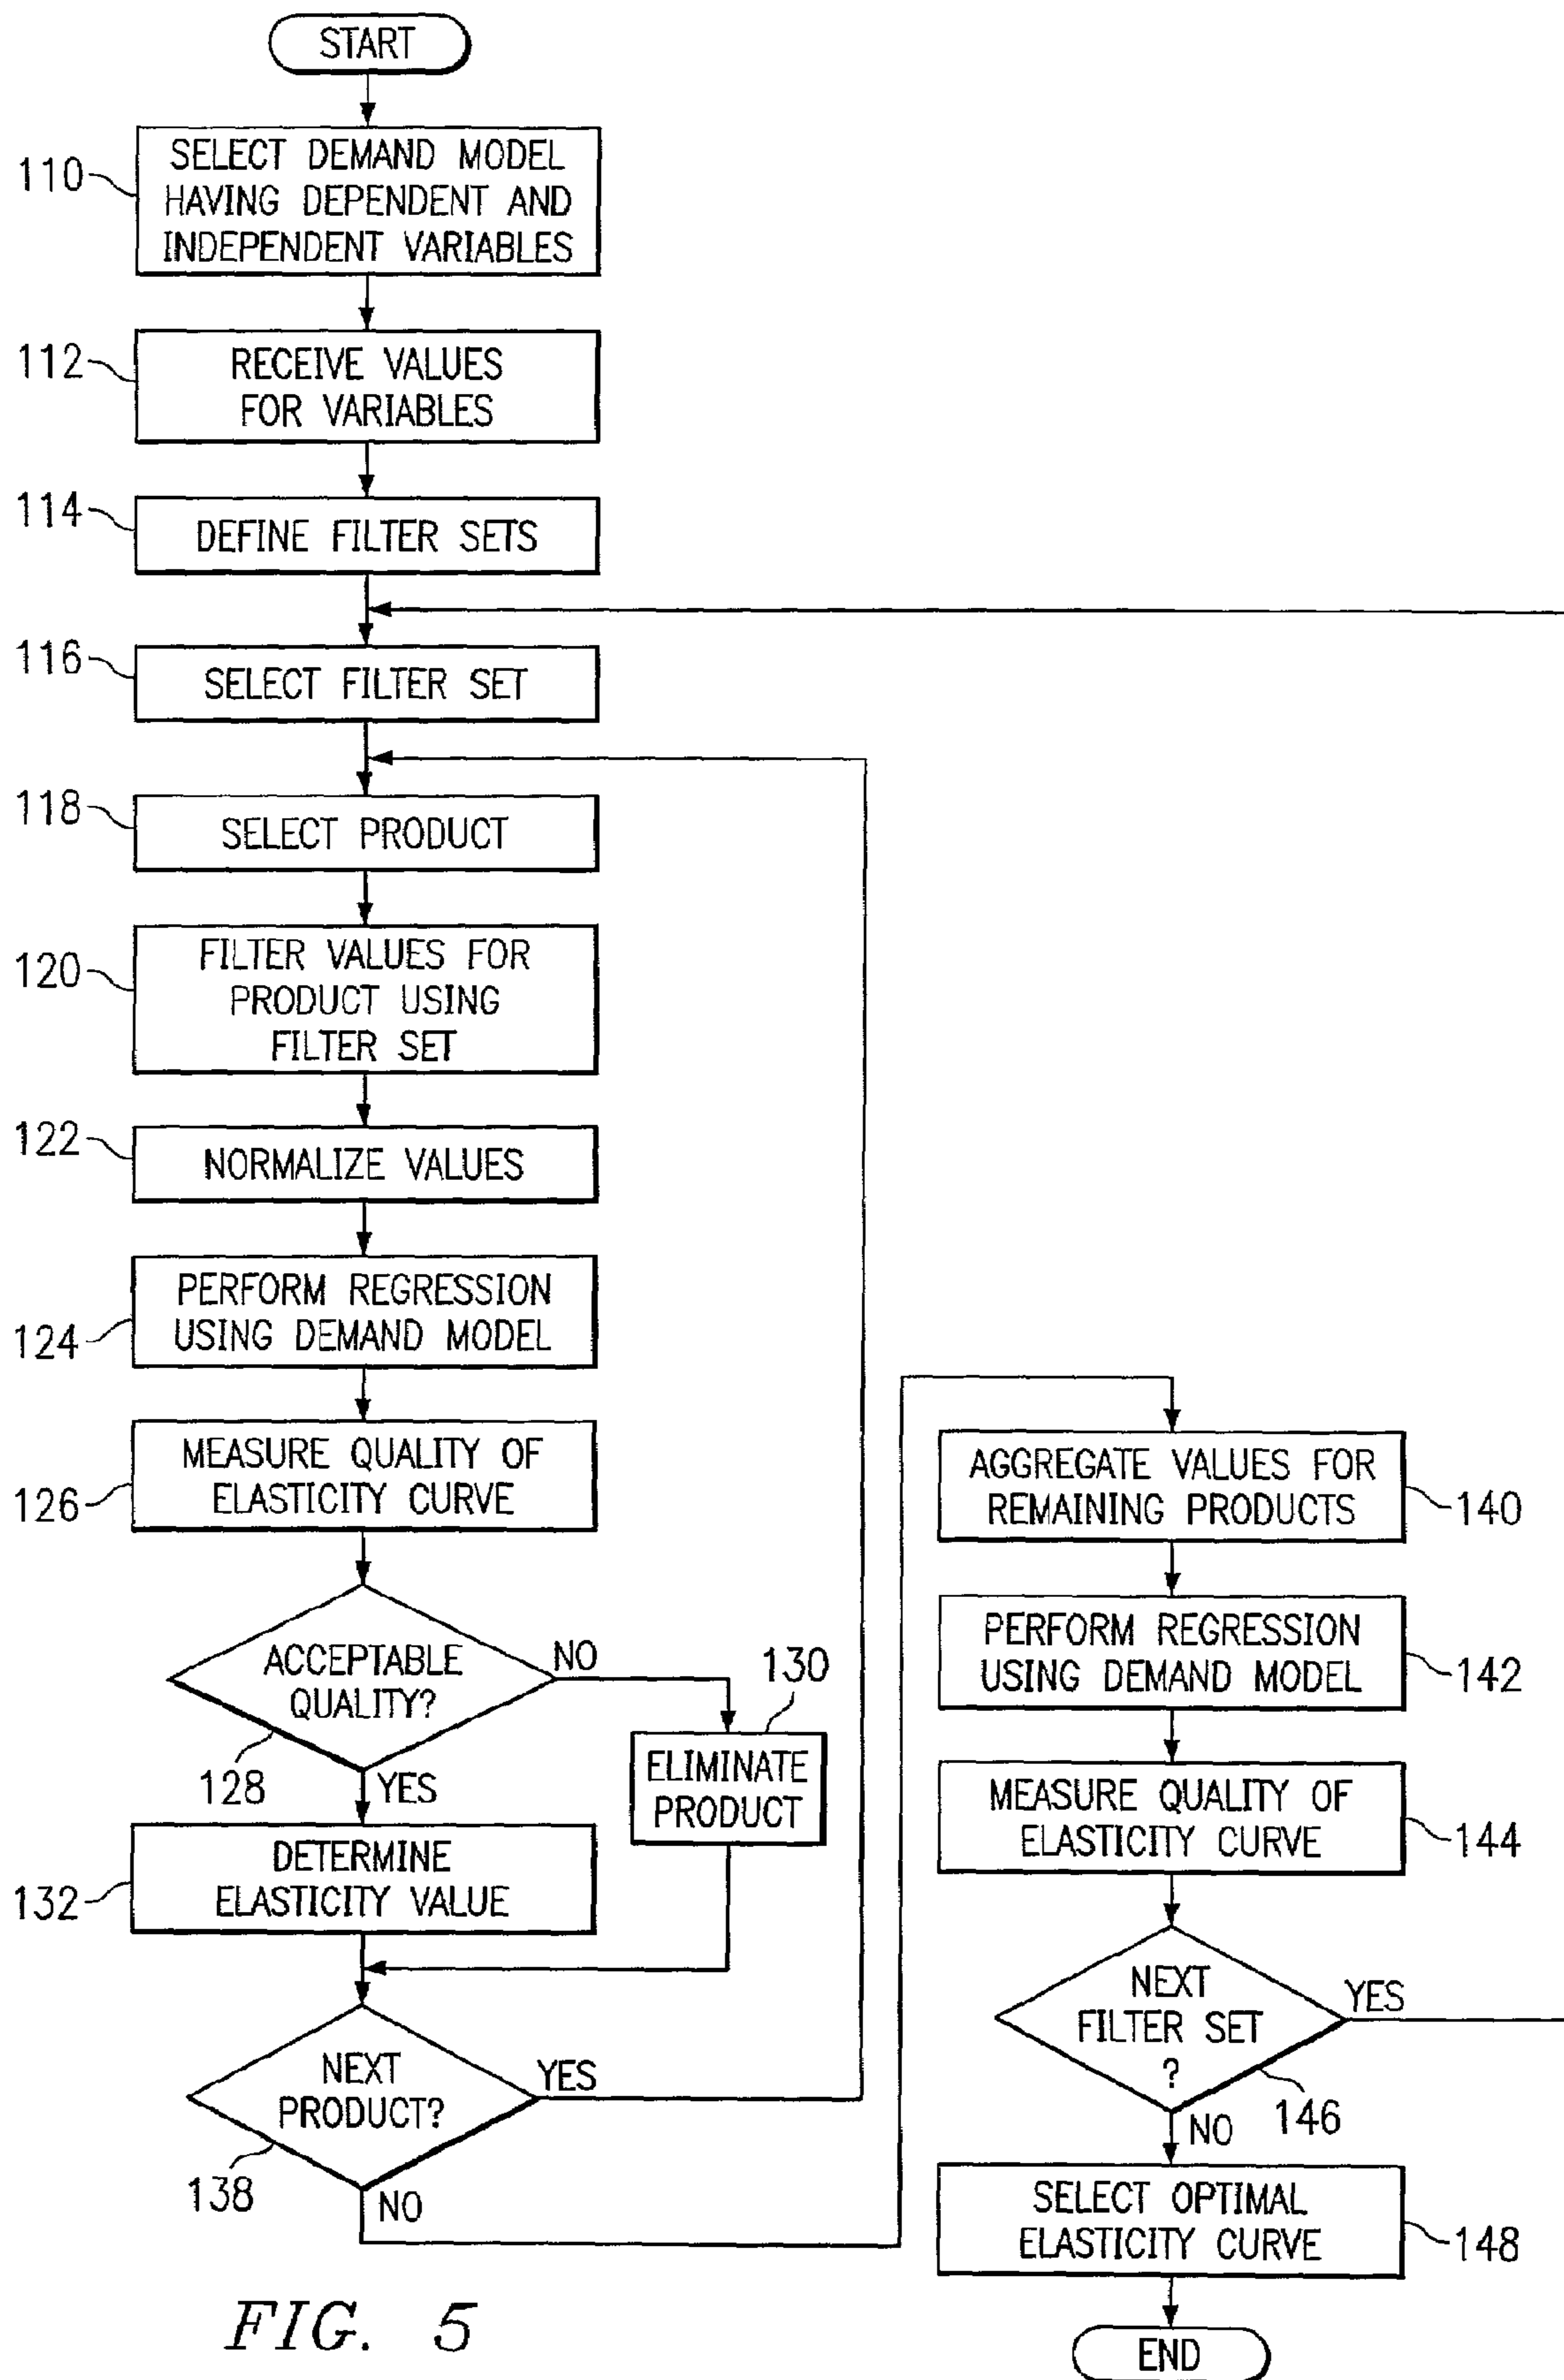 START
110
SELECT DEMAND MODEL
HAVING DEPENDENT AND
INDEPENDENT VARIABLES
112
RECEIVE VALUES
FOR VARIABLES
114
DEFINE FILTER SETS
116
SELECT FILTER SET
118
SELECT PRODUCT
120
FILTER VALUES FOR
PRODUCT USING
FILTER SET
122
NORMALIZE VALUES
124
PERFORM REGRESSION
USING DEMAND MODEL
126
MEASURE QUALITY OF
ELASTICITY CURVE
ACCEPTABLE
QUALITY?
NO
128
YES
130
ELIMINATE
PRODUCT
132
DETERMINE
ELASTICITY VALUE
NEXT
PRODUCT?
YES
138
NO
AGGREGATE VALUES FOR
REMAINING PRODUCTS
140
PERFORM REGRESSION
USING DEMAND MODEL
142
MEASURE QUALITY OF
ELASTICITY CURVE
144
NEXT
FILTER SET
?
YES
146
NO
SELECT OPTIMAL
ELASTICITY CURVE
148
END
FIG. 5